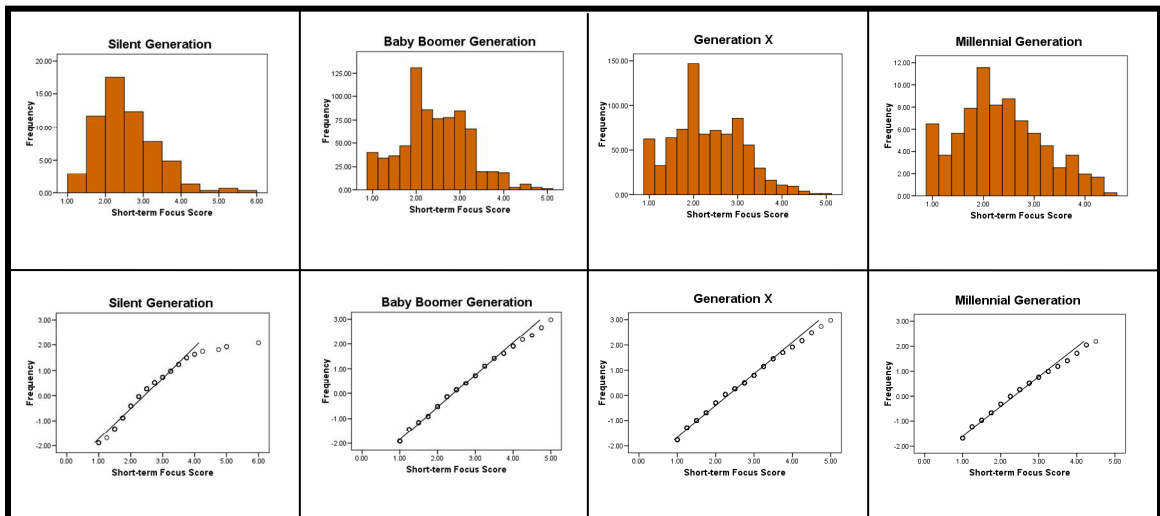 Silent Generation
20.00
15.00
10.00
5.00
0.00
Frequency
1.00 2.00 3.00 4.00 5.00 6.00
Short-term Focus Score
Baby Boomer Generation
125.00
100.00
75.00
50.00
25.00
0.00
Frequency
1.00 2.00 3.00 4.00 5.00
Short-term Focus Score
Generation X
150.00
100.00
50.00
0.00
Frequency
1.00 2.00 3.00 4.00 5.00
Short-term Focus Score
Millennial Generation
12.00
10.00
8.00
6.00
4.00
2.00
0.00
Frequency
1.00 2.00 3.00 4.00
Short-term Focus Score
Silent Generation
3.00
2.00
1.00
0.00
-1.00
-2.00
Frequency
0.00 1.00 2.00 3.00 4.00 5.00 6.00
Short-term Focus Score
Baby Boomer Generation
3.00
2.00
1.00
0.00
-1.00
-2.00
Frequency
0.00 1.00 2.00 3.00 4.00 5.00
Short-term Focus Score
Generation X
3.00
2.00
1.00
0.00
-1.00
-2.00
Frequency
0.00 1.00 2.00 3.00 4.00 5.00
Short-term Focus Score
Millennial Generation
3.00
2.00
1.00
0.00
-1.00
-2.00
Frequency
0.00 1.00 2.00 3.00 4.00 5.00
Short-term Focus Score